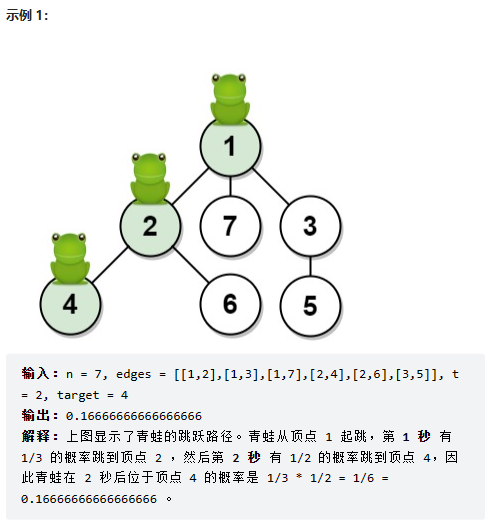 示例 1：
1
2
7
3
4
6
5
输入：n = 7, edges = [[1,2],[1,3],[1,7],[2,4],[2,6],[3,5]], t
= 2, target = 4
输出：0.16666666666666666
解释：上图显示了青蛙的跳跃路径。青蛙从顶点 1 起跳，第 1 秒 有
1/3 的概率跳到顶点 2 ，然后第 2 秒 有 1/2 的概率跳到顶点 4，因
此青蛙在 2 秒后位于顶点 4 的概率是 1/3 * 1/2 = 1/6 =
0.16666666666666666 。